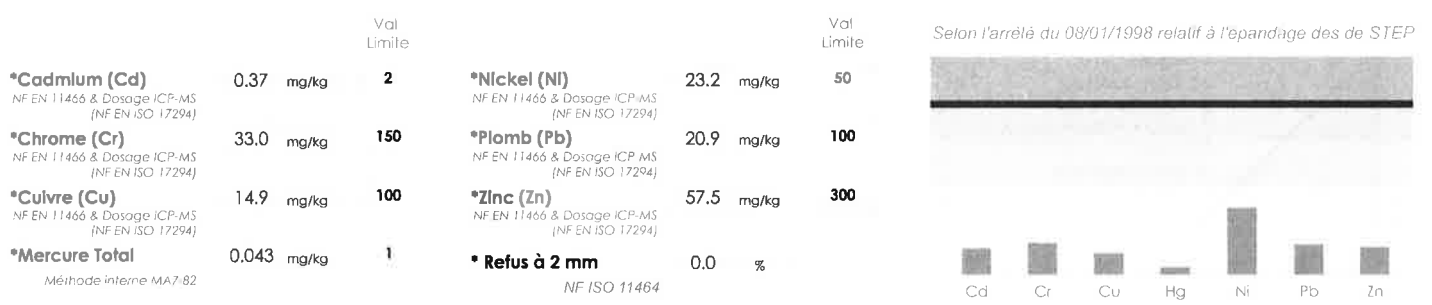 Val
Limite
*Cadmium (Cd) 0.37 mg/kg 2
NF EN 11466 & Dosage ICP-MS
(NF EN ISO 17294)
*Chrome (Cr) 33.0 mg/kg 150
NF EN 11466 & Dosage ICP-MS
(NF EN ISO 17294)
*Cuivre (Cu) 14.9 mg/kg 100
NF EN 11466 & Dosage ICP-MS
(NF EN ISO 17294)
*Mercure Total 0.043 mg/kg 1
Méthode interne MA7-82
Val
Limite
*Nickel (Ni) 23.2 mg/kg 50
NF EN 11466 & Dosage ICP-MS
(NF EN ISO 17294)
*Plomb (Pb) 20.9 mg/kg 100
NF EN 11466 & Dosage ICP-MS
(NF EN ISO 17294)
*Zinc (Zn) 57.5 mg/kg 300
NF EN 11466 & Dosage ICP-MS
(NF EN ISO 17294)
* Refus à 2 mm 0.0 %
NF ISO 11464
Selon l'arrêté du 08/01/1998 relatif à l'epandage des de STEP
Cd Cr Cu Hg Ni Pb Zn